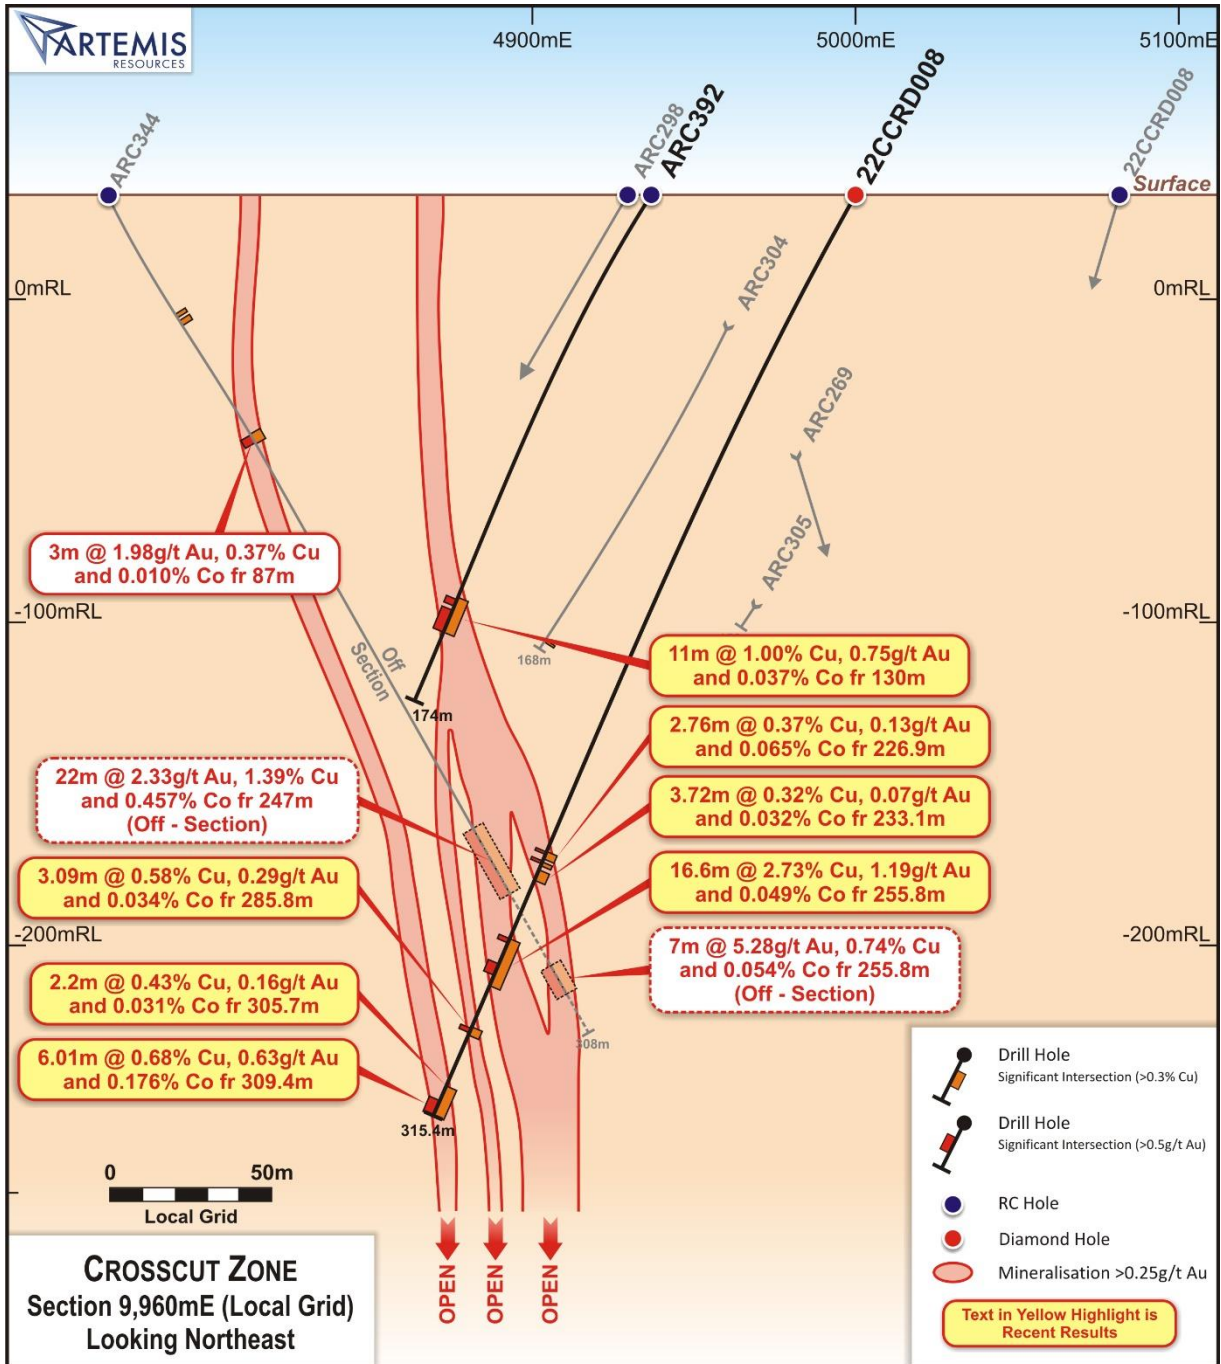 ARTEMIS
RESOURCES
4900mE
5000mE
5100mE
ARC344
ARC298
ARC392
22CCRD008
22CCRD008
Surface
0mRL
0mRL
ARC304
ARC269
ARC305
3m @ 1.98g/t Au, 0.37% Cu
and 0.010% Co fr 87m
-100mRL
-100mRL
Off
Section
168m
174m
11m @ 1.00% Cu, 0.75g/t Au
and 0.037% Co fr 130m
2.76m @ 0.37% Cu, 0.13g/t Au
and 0.065% Co fr 226.9m
22m @ 2.33g/t Au, 1.39% Cu
and 0.457% Co fr 247m
(Off - Section)
3.72m @ 0.32% Cu, 0.07g/t Au
and 0.032% Co fr 233.1m
3.09m @ 0.58% Cu, 0.29g/t Au
and 0.034% Co fr 285.8m
16.6m @ 2.73% Cu, 1.19g/t Au
and 0.049% Co fr 255.8m
-200mRL
-200mRL
7m @ 5.28g/t Au, 0.74% Cu
and 0.054% Co fr 255.8m
(Off - Section)
2.2m @ 0.43% Cu, 0.16g/t Au
and 0.031% Co fr 305.7m
308m
6.01m @ 0.68% Cu, 0.63g/t Au
and 0.176% Co fr 309.4m
315.4m
0 50m
Local Grid
OPEN
OPEN
OPEN
CROSSCUT ZONE
Section 9,960mE (Local Grid)
Looking Northeast
Drill Hole
Significant Intersection (>0.3% Cu)
Drill Hole
Significant Intersection (>0.5g/t Au)
RC Hole
Diamond Hole
Mineralisation >0.25g/t Au
Text in Yellow Highlight is
Recent Results